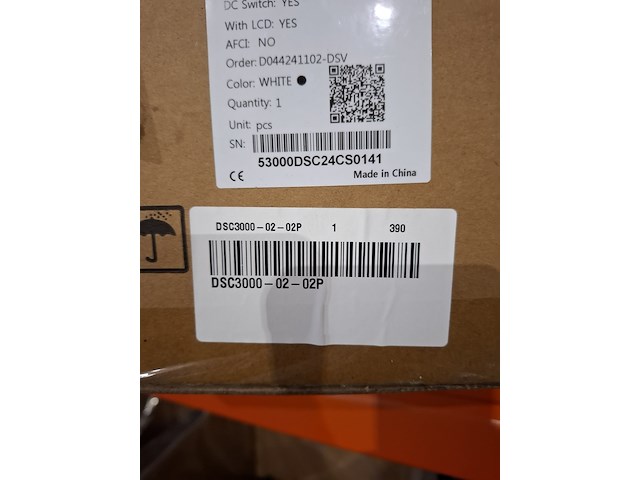 DC Switch: YES
With LCD: YES
AFCI: NO
Order: D044241102-DSV
Color: WHITE
Quantity: 1
Unit: pcs
SN:
53000DSC24CS0141
CE Made in China
DSC3000-02-02P 1 390
DSC3000-02-02P